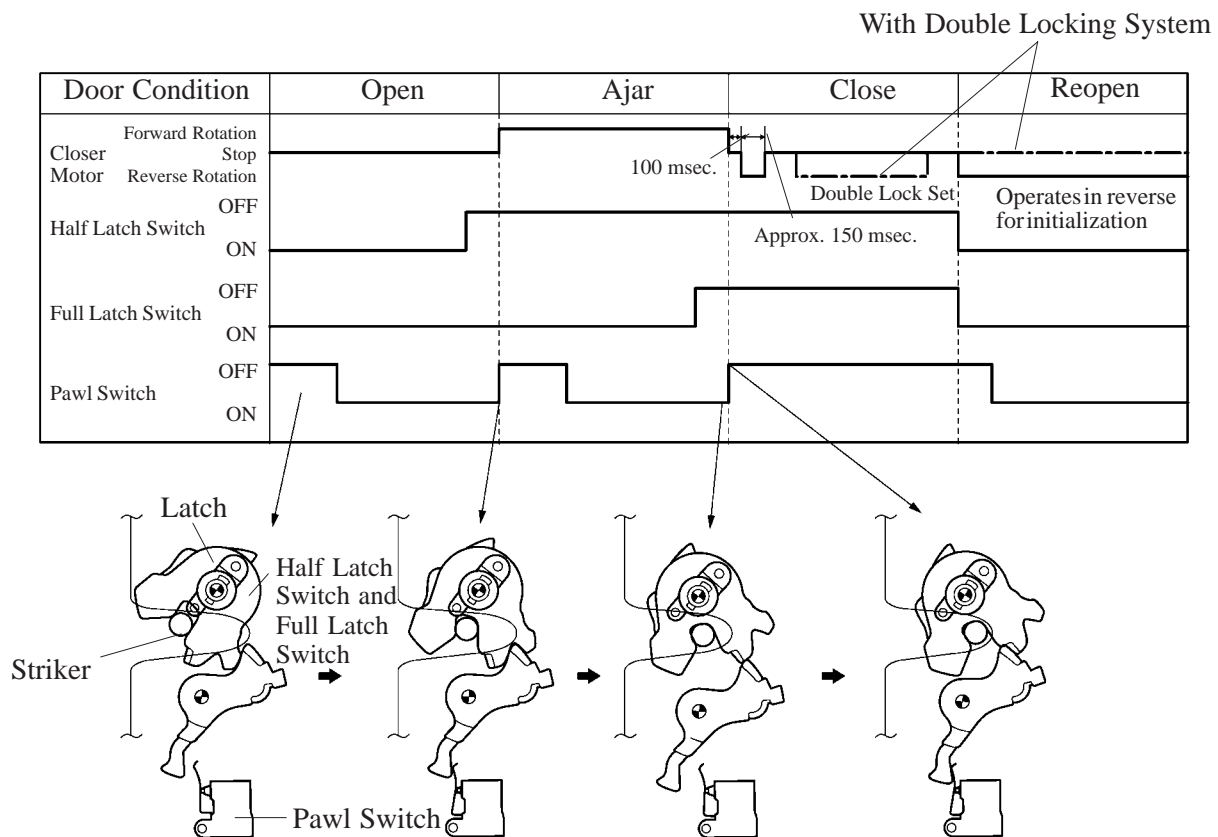 With Double Locking System
Door Condition Open Ajar Close Reopen
Closer Motor Forward Rotation
Stop
Reverse Rotation
100 msec.
Double Lock Set
Operates in reverse
for initialization
Half Latch Switch OFF
ON
Approx. 150 msec.
Full Latch Switch OFF
ON
Pawl Switch OFF
ON
Latch
Half Latch
Switch and
Full Latch
Switch
Striker
Pawl Switch